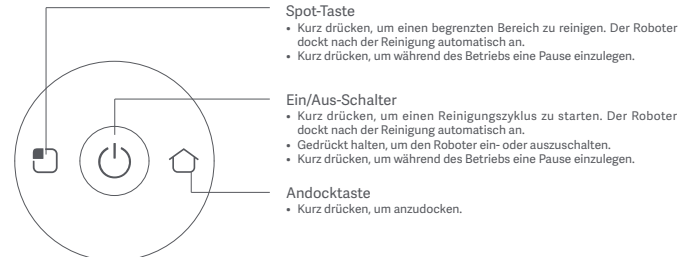 Spot-Taste
• Kurz drücken, um einen begrenzten Bereich zu reinigen. Der Roboter
dockt nach der Reinigung automatisch an.
• Kurz drücken, um während des Betriebs eine Pause einzulegen.
Ein/Aus-Schalter
• Kurz drücken, um einen Reinigungszyklus zu starten. Der Roboter
dockt nach der Reinigung automatisch an.
• Gedrückt halten, um den Roboter ein- oder auszuschalten.
• Kurz drücken, um während des Betriebs eine Pause einzulegen.
Andocktaste
• Kurz drücken, um anzudocken.